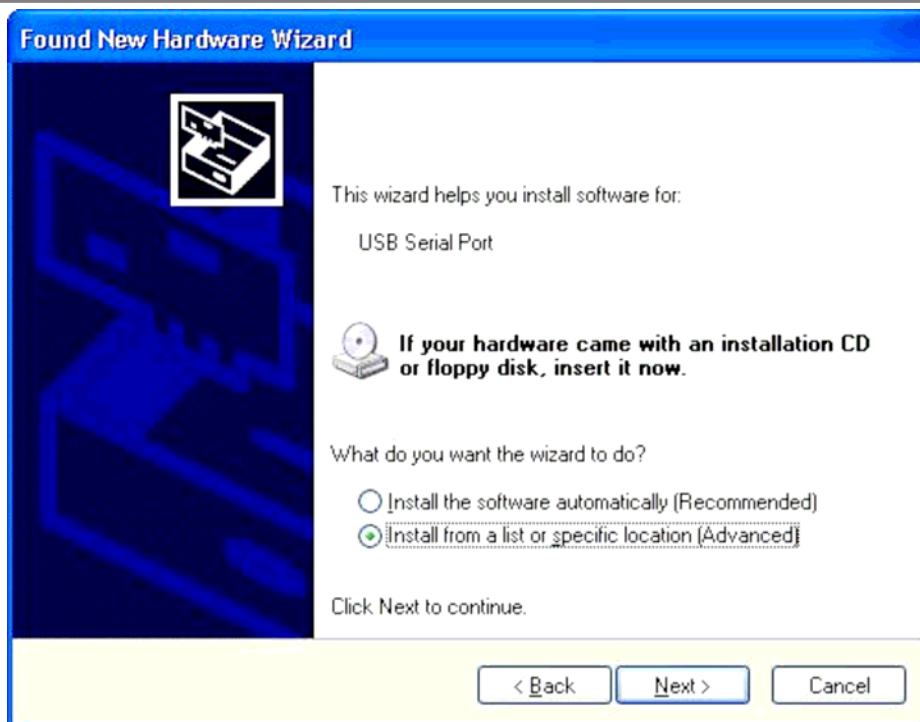 Found New Hardware Wizard
This wizard helps you install software for:
USB Serial Port
If your hardware came with an installation CD
or floppy disk, insert it now.
What do you want the wizard to do?
Install the software automatically (Recommended)
Install from a list or specific location (Advanced)
Click Next to continue.
< Back
Next >
Cancel